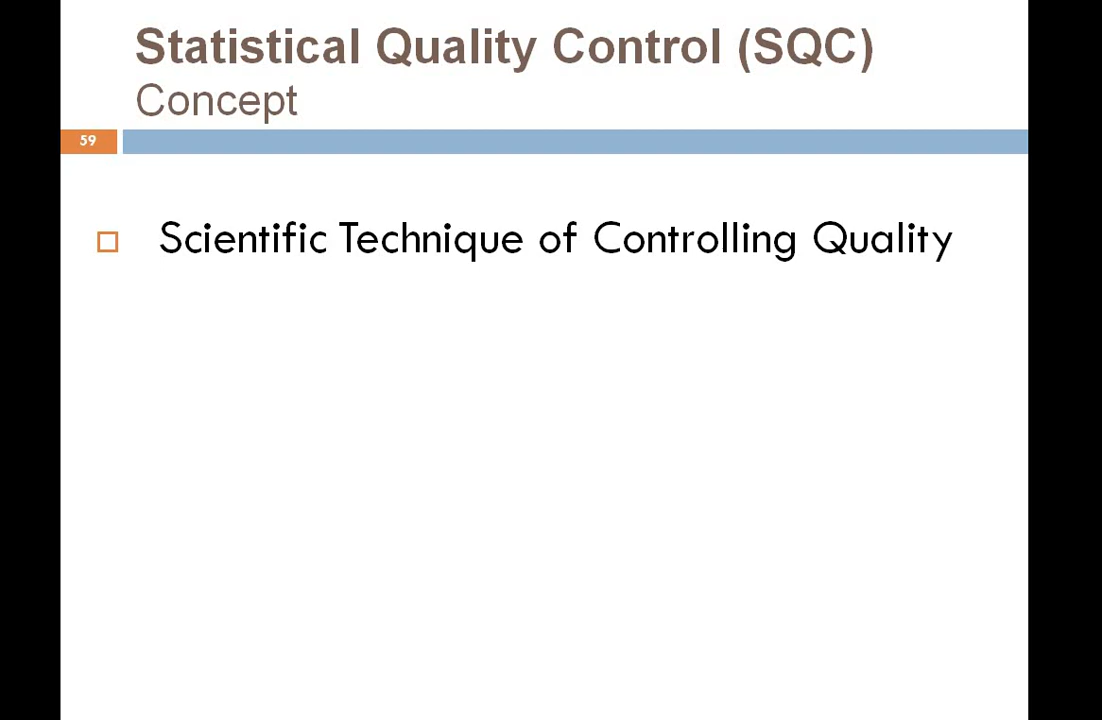 Statistical Quality Control (SQC)
Concept
59
Scientific Technique of Controlling Quality